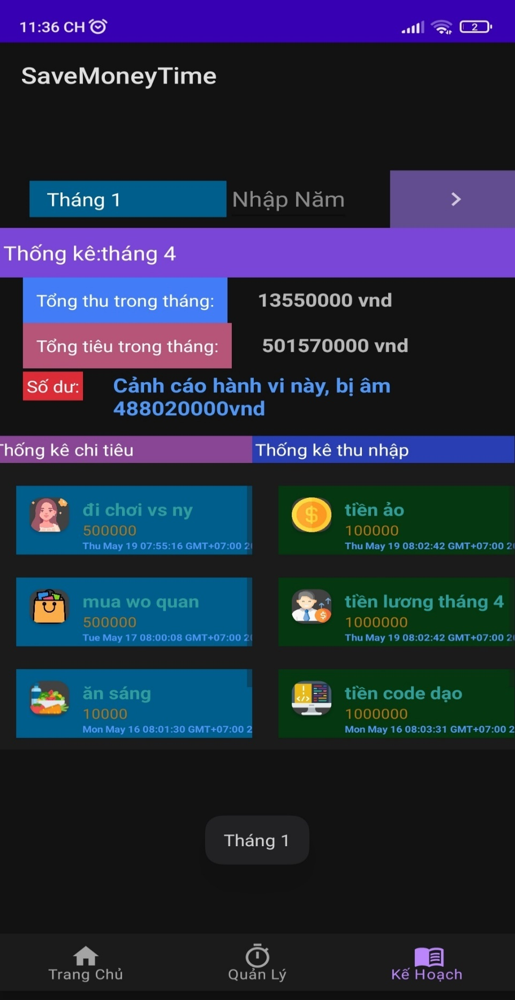 11:36 CH
2
SaveMoneyTime
Tháng 1
Nhập Năm
Thống kê:tháng 4
Tổng thu trong tháng: 13550000 vnd
Tổng tiêu trong tháng: 501570000 vnd
Số dư: Cảnh cáo hành vi này, bị âm
488020000vnd
Thống kê chi tiêu
Thống kê thu nhập
đi chơi vs ny
500000
Thu May 19 07:55:16 GMT+07:00
tiền ảo
100000
Thu May 19 08:02:42 GMT+07:00
mua wo quan
500000
Tue May 17 08:00:08 GMT+07:00
tiền lương tháng 4
1000000
Thu May 19 08:02:42 GMT+07:00
ăn sáng
10000
Mon May 16 08:01:30 GMT+07:00 2
tiền code dạo
1000000
Mon May 16 08:03:31 GMT+07:00 2
Tháng 1
Trang Chủ
Quản Lý
Kế Hoạch